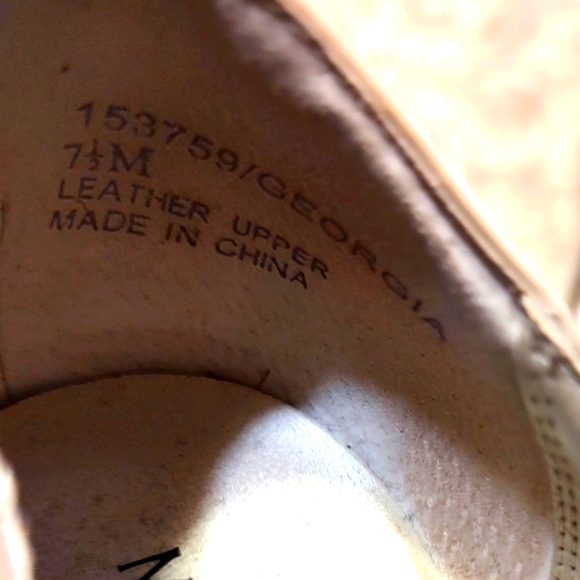 153759/GEORGIA
7½M
LEATHER UPPER
MADE IN CHINA